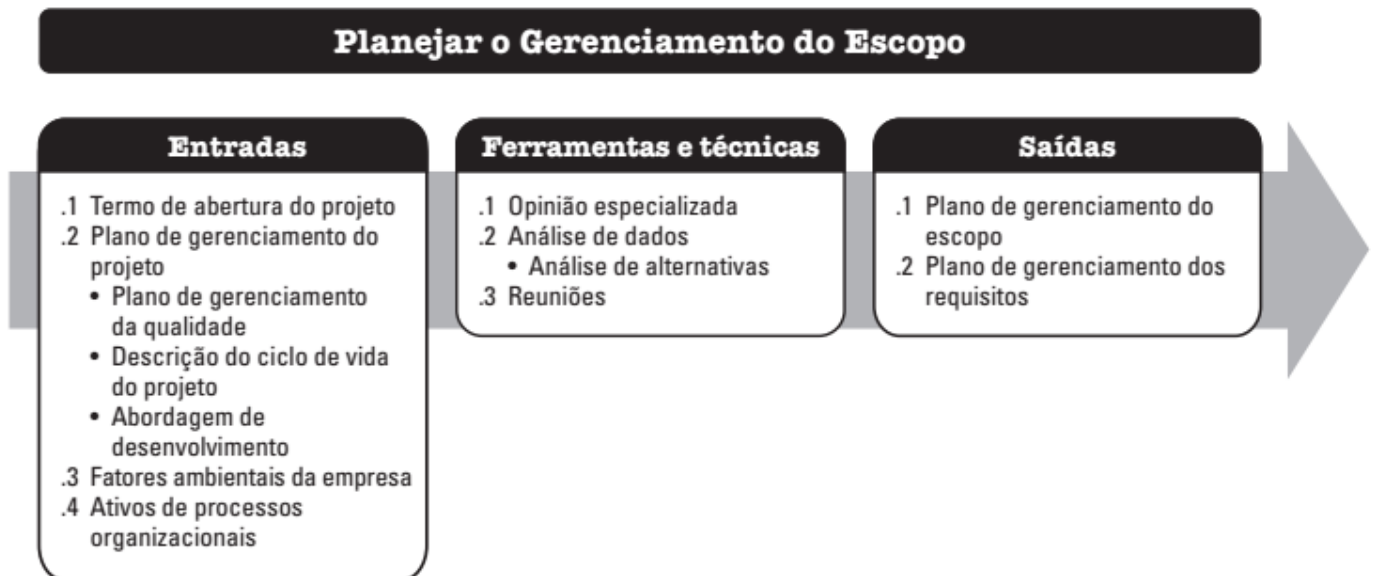 Planejar o Gerenciamento do Escopo
Entradas
.1 Termo de abertura do projeto
.2 Plano de gerenciamento do
projeto
• Plano de gerenciamento
da qualidade
• Descrição do ciclo de vida
do projeto
• Abordagem de
desenvolvimento
.3 Fatores ambientais da empresa
.4 Ativos de processos
organizacionais
Ferramentas e técnicas
.1 Opinião especializada
.2 Análise de dados
• Análise de alternativas
.3 Reuniões
Saídas
.1 Plano de gerenciamento do
escopo
.2 Plano de gerenciamento dos
requisitos